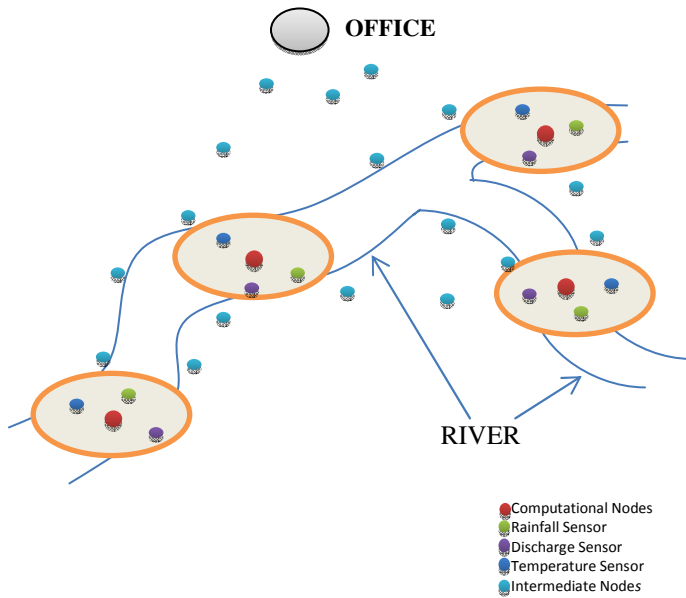 OFFICE
RIVER
Computational Nodes
Rainfall Sensor
Discharge Sensor
Temperature Sensor
Intermediate Nodes